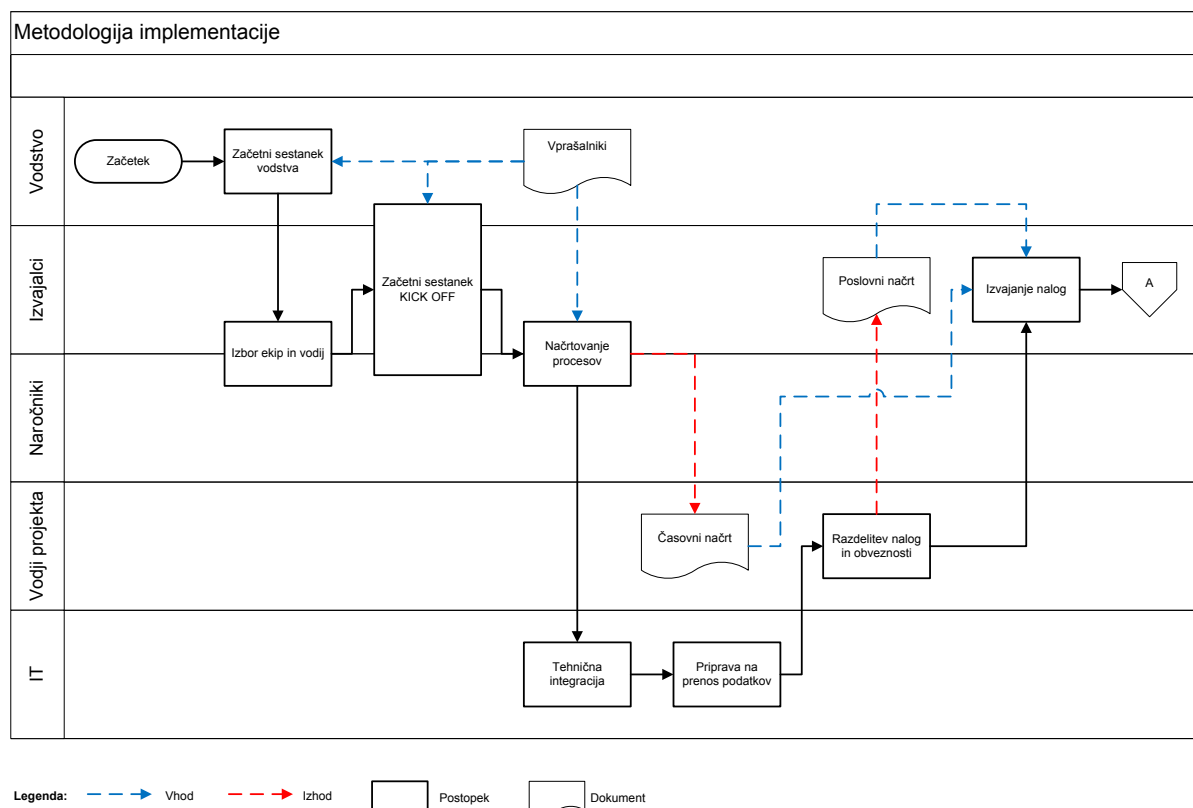 Metodologija implementacije
Vodstvo
Začetek
Začetni sestanek
vodstva
Vprašalniki
Izvajalci
Začetni sestanek
KICK OFF
Poslovni načrt
Izvajanje nalog
A
Izbor ekip in vodij
Načrtovanje
procesov
Naročniki
Vodji projekta
Časovni načrt
Razdelitev nalog
in obveznosti
IT
Tehnična
integracija
Priprava na
prenos podatkov
Legenda:
Vhod
Izhod
Postopek
Dokument